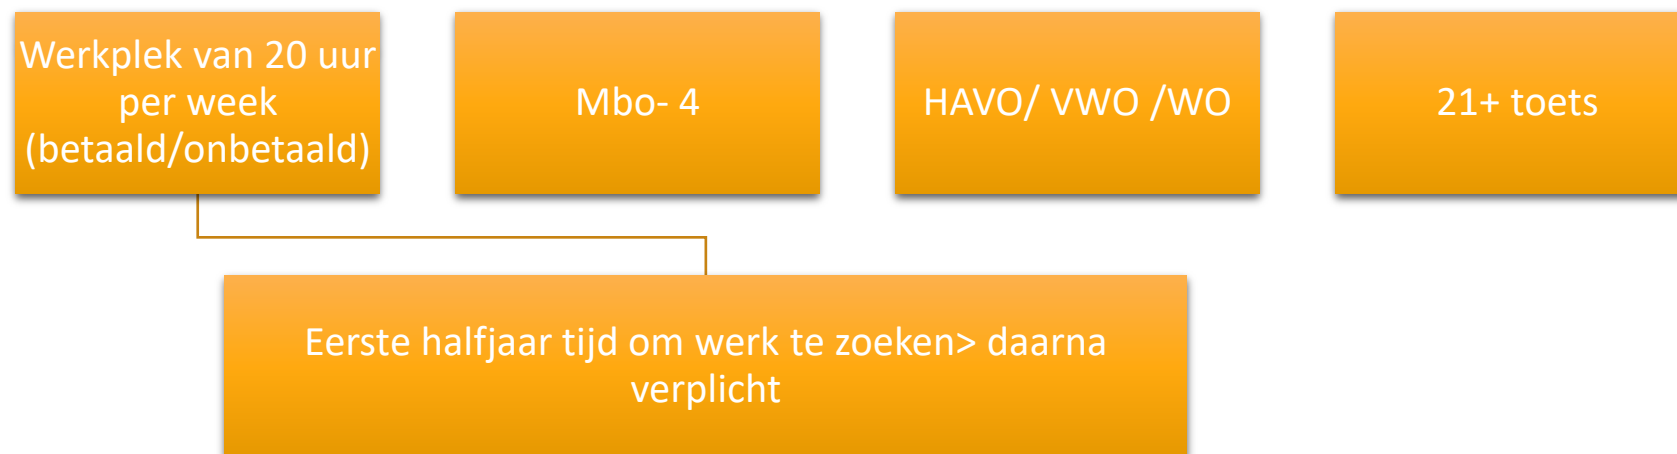 Werkplek van 20 uur
per week
(betaald/onbetaald)
Mbo- 4
HAVO/ VWO /WO
21+ toets
Eerste halfjaar tijd om werk te zoeken> daarna
verplicht